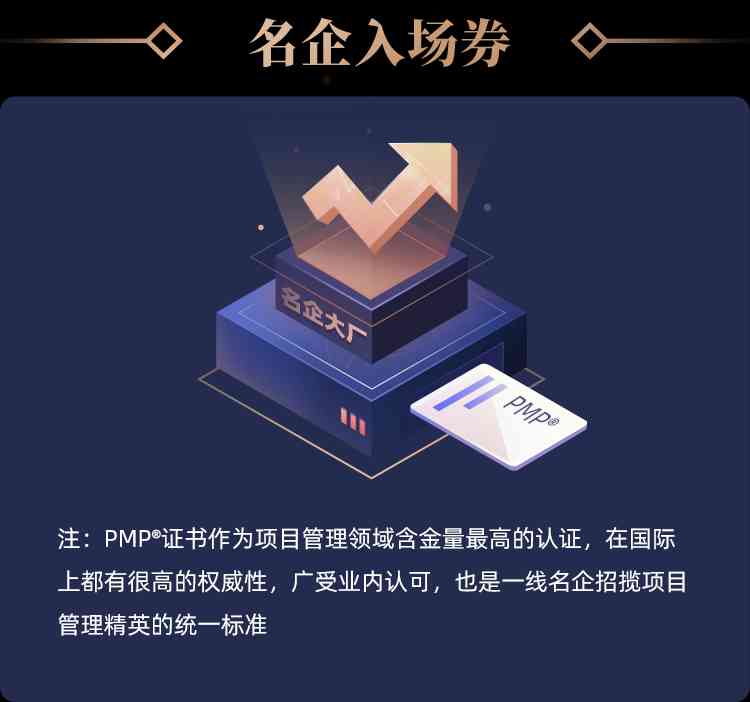 名企入场券
名企大厂
PMP®
注：PMP®证书作为项目管理领域含金量最高的认证，在国际
上都有很高的权威性，广受业内认可，也是一线名企招揽项目
管理精英的统一标准